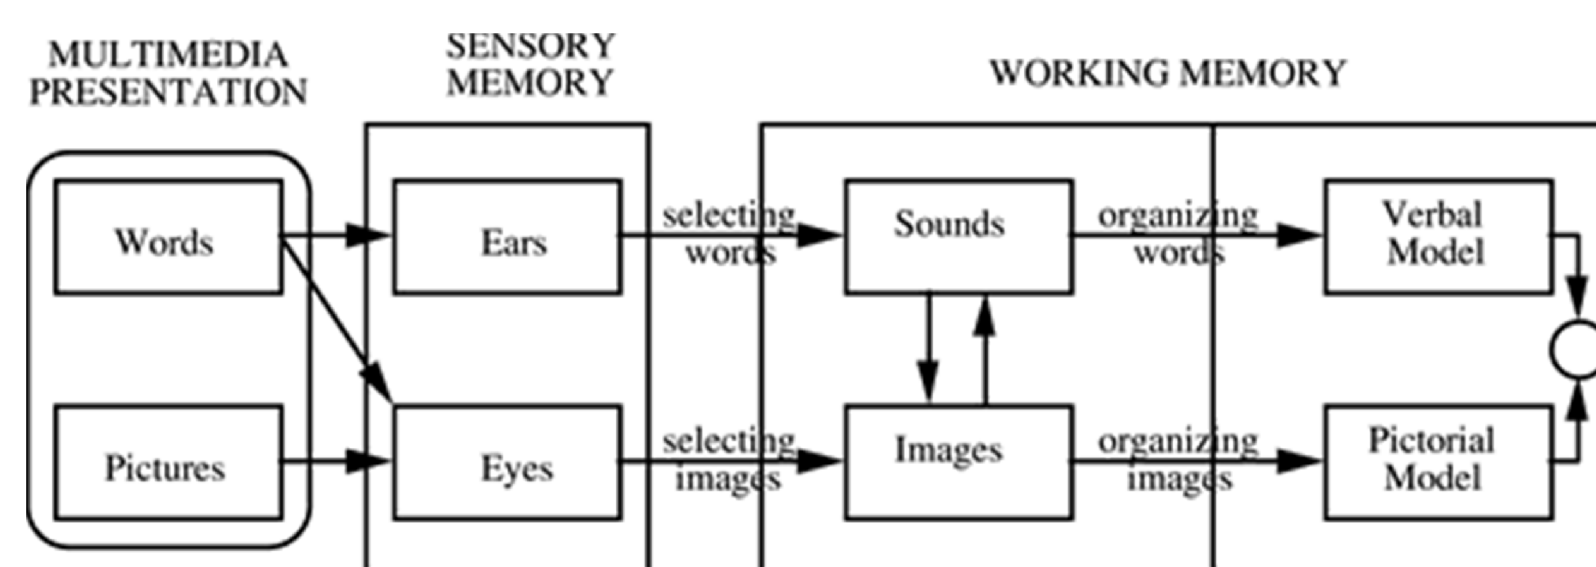 MULTIMEDIA
PRESENTATION
SENSORY
MEMORY
WORKING MEMORY
Words
Ears
selecting
words
Sounds
organizing
words
Verbal
Model
Pictures
Eyes
selecting
images
Images
organizing
images
Pictorial
Model